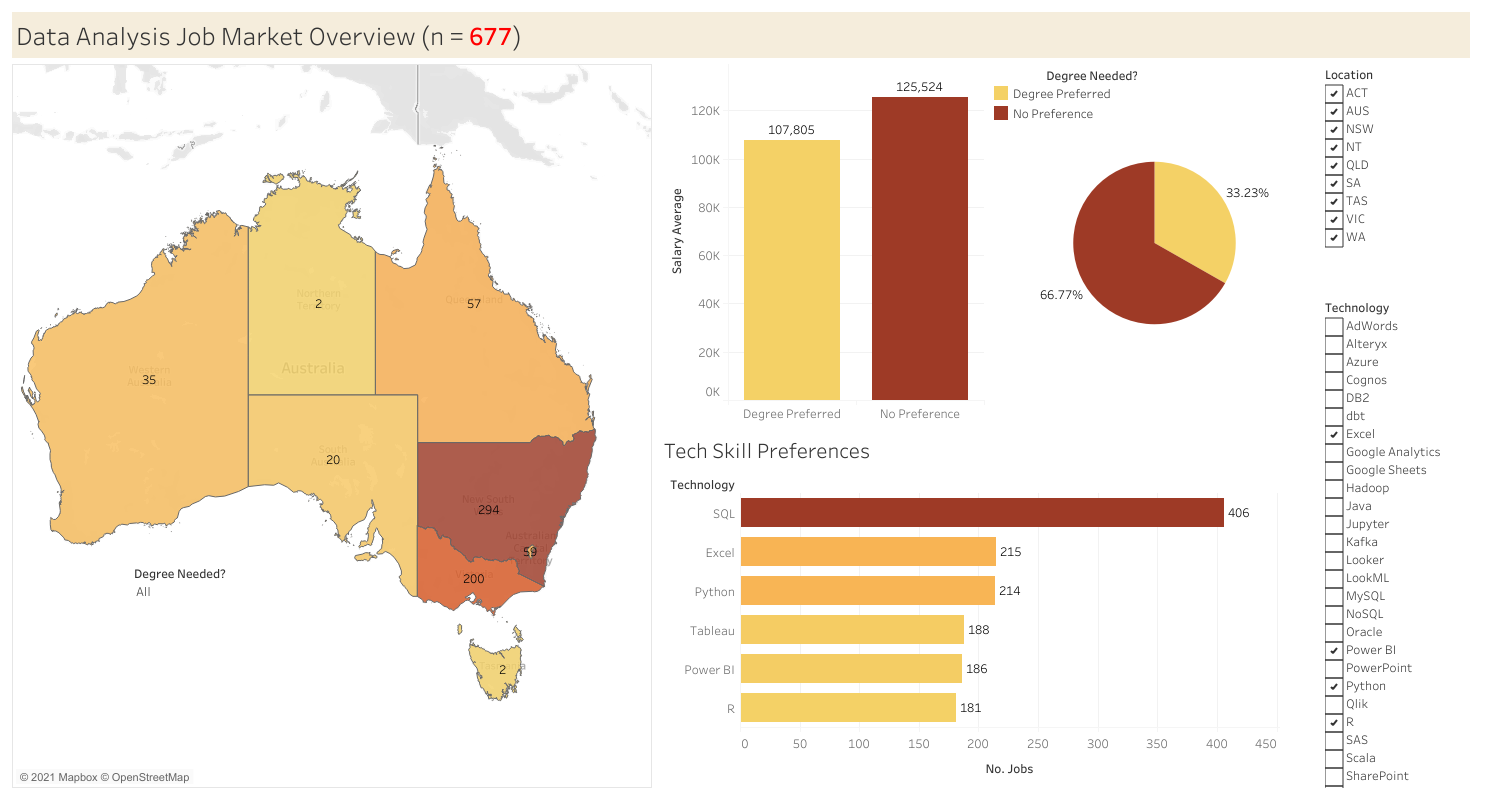 Data Analysis Job Market Overview (n = 677)
Northern
Territory
2
Queensland
57
Australia
Western
Australia
35
South
Australia
20
New South
294
Australian
Capital
Territory
59
200
2
Degree Needed?
All
© 2021 Mapbox © OpenStreetMap
Salary Average
120K
100K
80K
60K
40K
20K
0K
107,805
125,524
Degree Preferred
No Preference
Degree Needed?
Degree Preferred
No Preference
33.23%
66.77%
Tech Skill Preferences
Technology
SQL
406
Excel
215
Python
214
Tableau
188
Power BI
186
R
181
0
50
100
150
200
250
300
350
400
450
No. Jobs
Location
ACT
AUS
NSW
NT
QLD
SA
TAS
VIC
WA
Technology
AdWords
Alteryx
Azure
Cognos
DB2
dbt
Excel
Google Analytics
Google Sheets
Hadoop
Java
Jupyter
Kafka
Looker
LookML
MySQL
NoSQL
Oracle
Power BI
PowerPoint
Python
Qlik
R
SAS
Scala
SharePoint